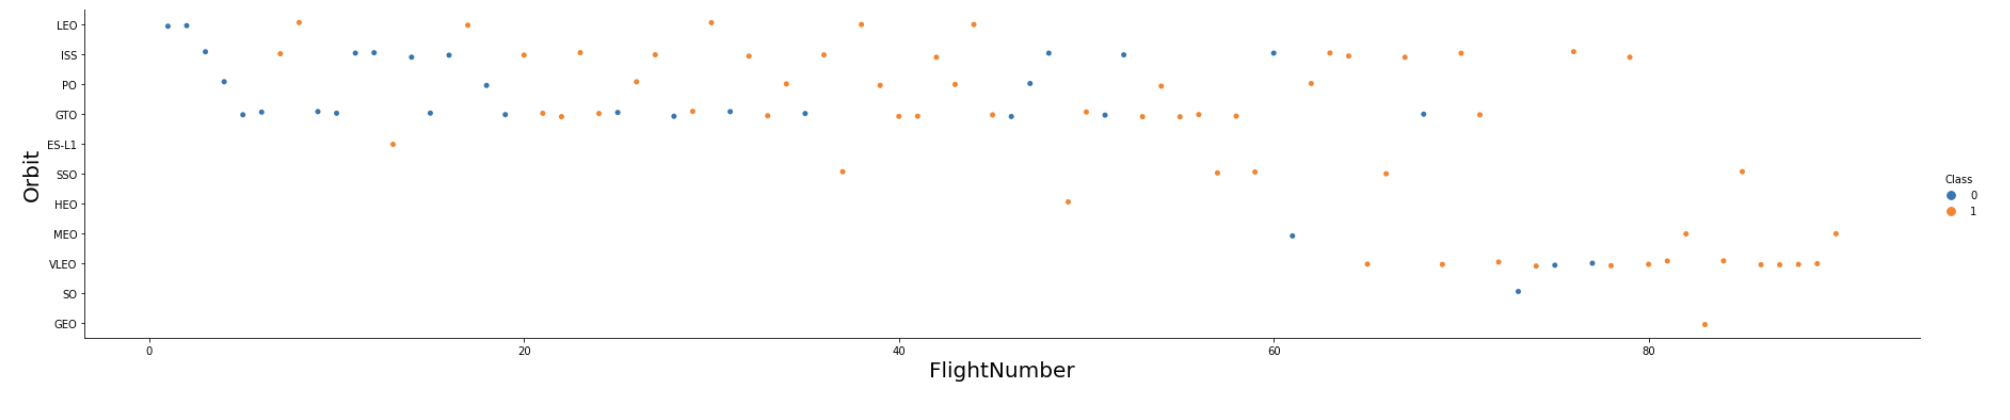 LEO
ISS
PO
GTO
ES-L1
SSO
HEO
MEO
VLEO
SO
GEO
Orbit
0
20
40
60
80
FlightNumber
Class
0
1